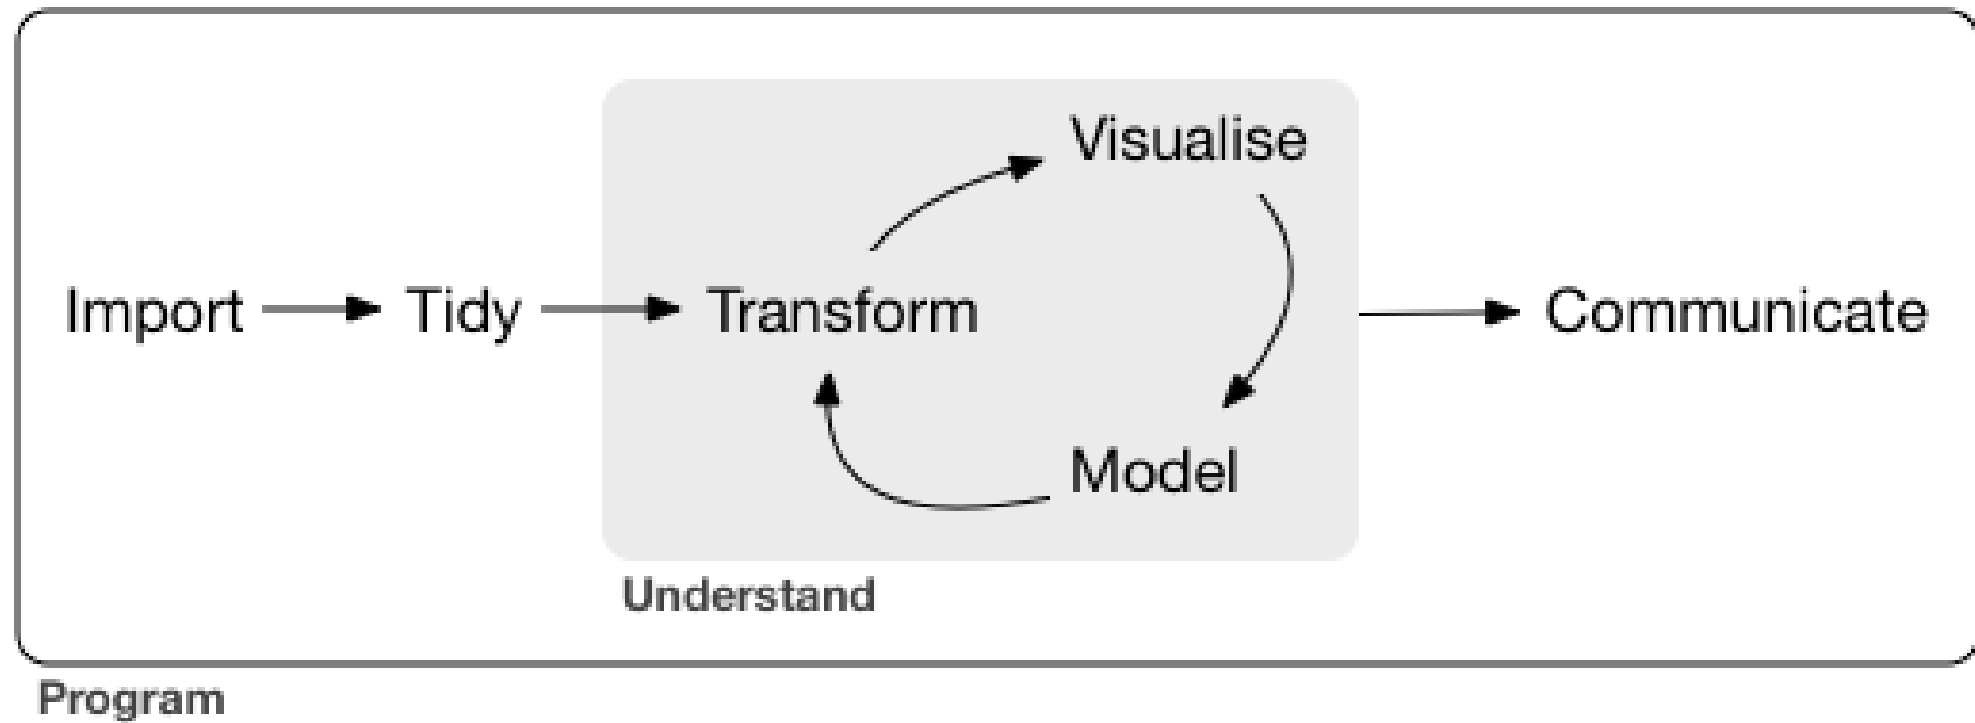 Visualise
Import Tidy Transform Communicate
Model
Understand
Program